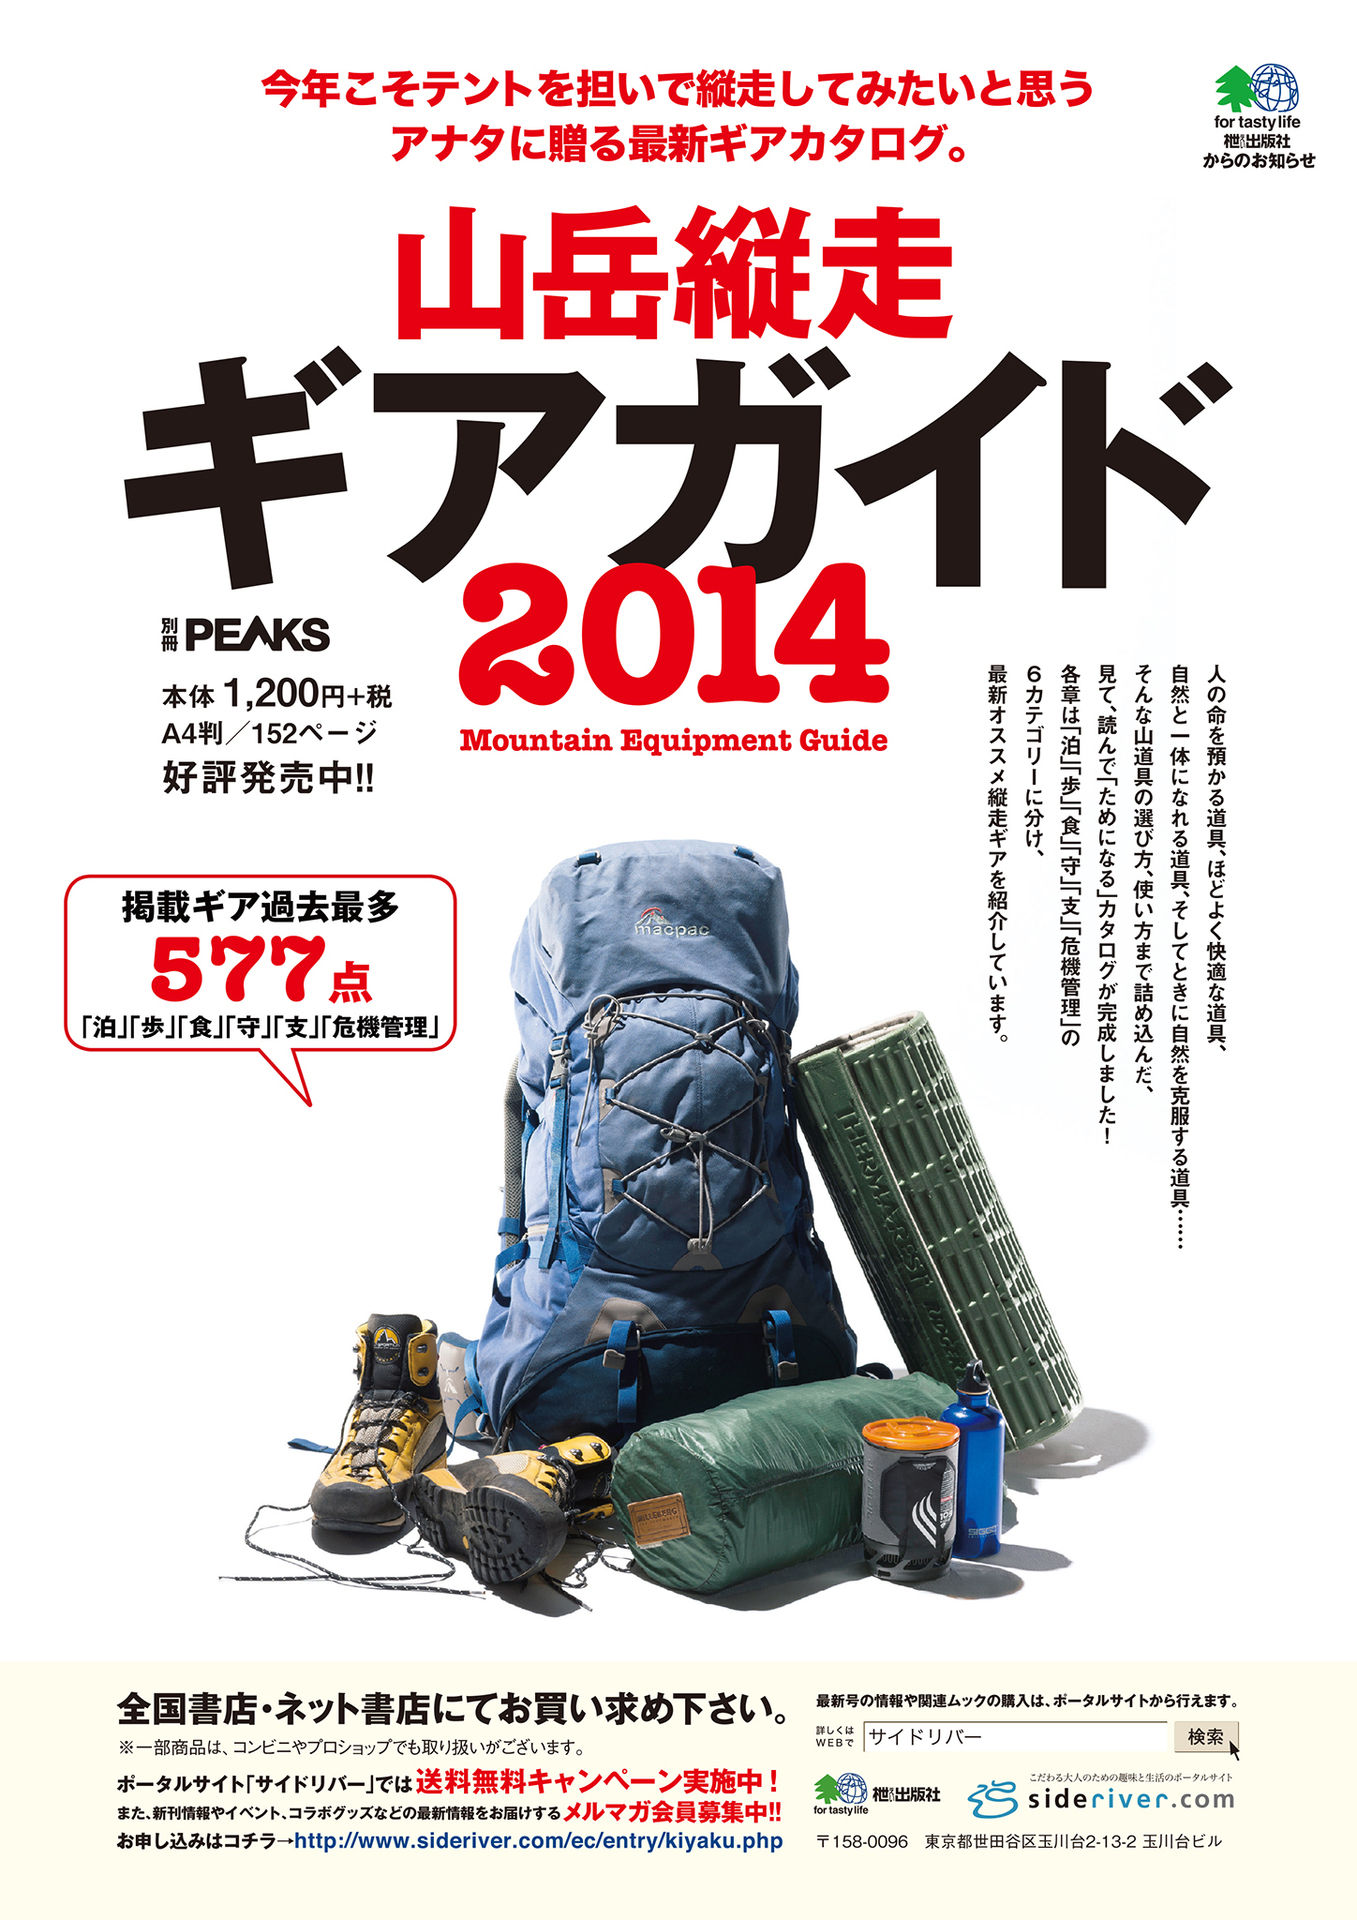 今年こそテントを担いで縦走してみたいと思う
アナタに贈る最新ギアカタログ。
for tasty life
枻出版社
からのお知らせ
山岳縦走
ギアガイド
2014
Mountain Equipment Guide
別冊 PEAKS
本体 1,200円+税
A4判／152ページ
好評発売中!!
人の命を預かる道具、ほどよく快適な道具、
自然と一体になれる道具、そしてときに自然を克服する道具……
そんな山道具の選び方、使い方まで詰め込んだ、
見て、読んで「ためになる」カタログが完成しました！
各章は「泊」「歩」「食」「守」「支」「危機管理」の
6カテゴリーに分け、
最新オススメ縦走ギアを紹介しています。
掲載ギア過去最多
577点
「泊」「歩」「食」「守」「支」「危機管理」
macpac
THERMAREST
SIGG
全国書店・ネット書店にてお買い求め下さい。
※一部商品は、コンビニやプロショップでも取り扱いがございます。
ポータルサイト「サイドリバー」では送料無料キャンペーン実施中！
また、新刊情報やイベント、コラボグッズなどの最新情報をお届けするメルマガ会員募集中!!
お申し込みはコチラ→http://www.sideriver.com/ec/entry/kiyaku.php
最新号の情報や関連ムックの購入は、ポータルサイトから行えます。
詳しくは
WEBで
サイドリバー
検索
for tasty life
枻出版社
こだわる大人のための趣味と生活のポータルサイト
sideriver.com
〒158-0096　東京都世田谷区玉川台2-13-2 玉川台ビル